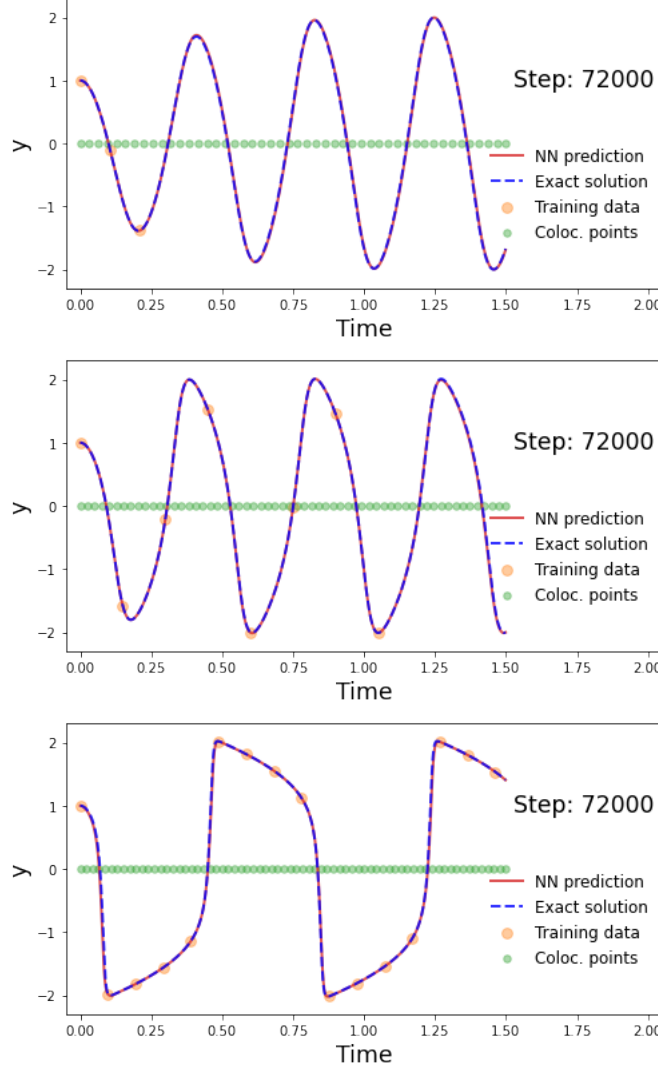 2
1
0
−1
−2
y
Step: 72000
NN prediction
Exact solution
Training data
Coloc. points
0.00 0.25 0.50 0.75 1.00 1.25 1.50 1.75 2.00
Time
2
1
0
−1
−2
y
Step: 72000
NN prediction
Exact solution
Training data
Coloc. points
0.00 0.25 0.50 0.75 1.00 1.25 1.50 1.75 2.00
Time
2
1
0
−1
−2
y
Step: 72000
NN prediction
Exact solution
Training data
Coloc. points
0.00 0.25 0.50 0.75 1.00 1.25 1.50 1.75 2.00
Time